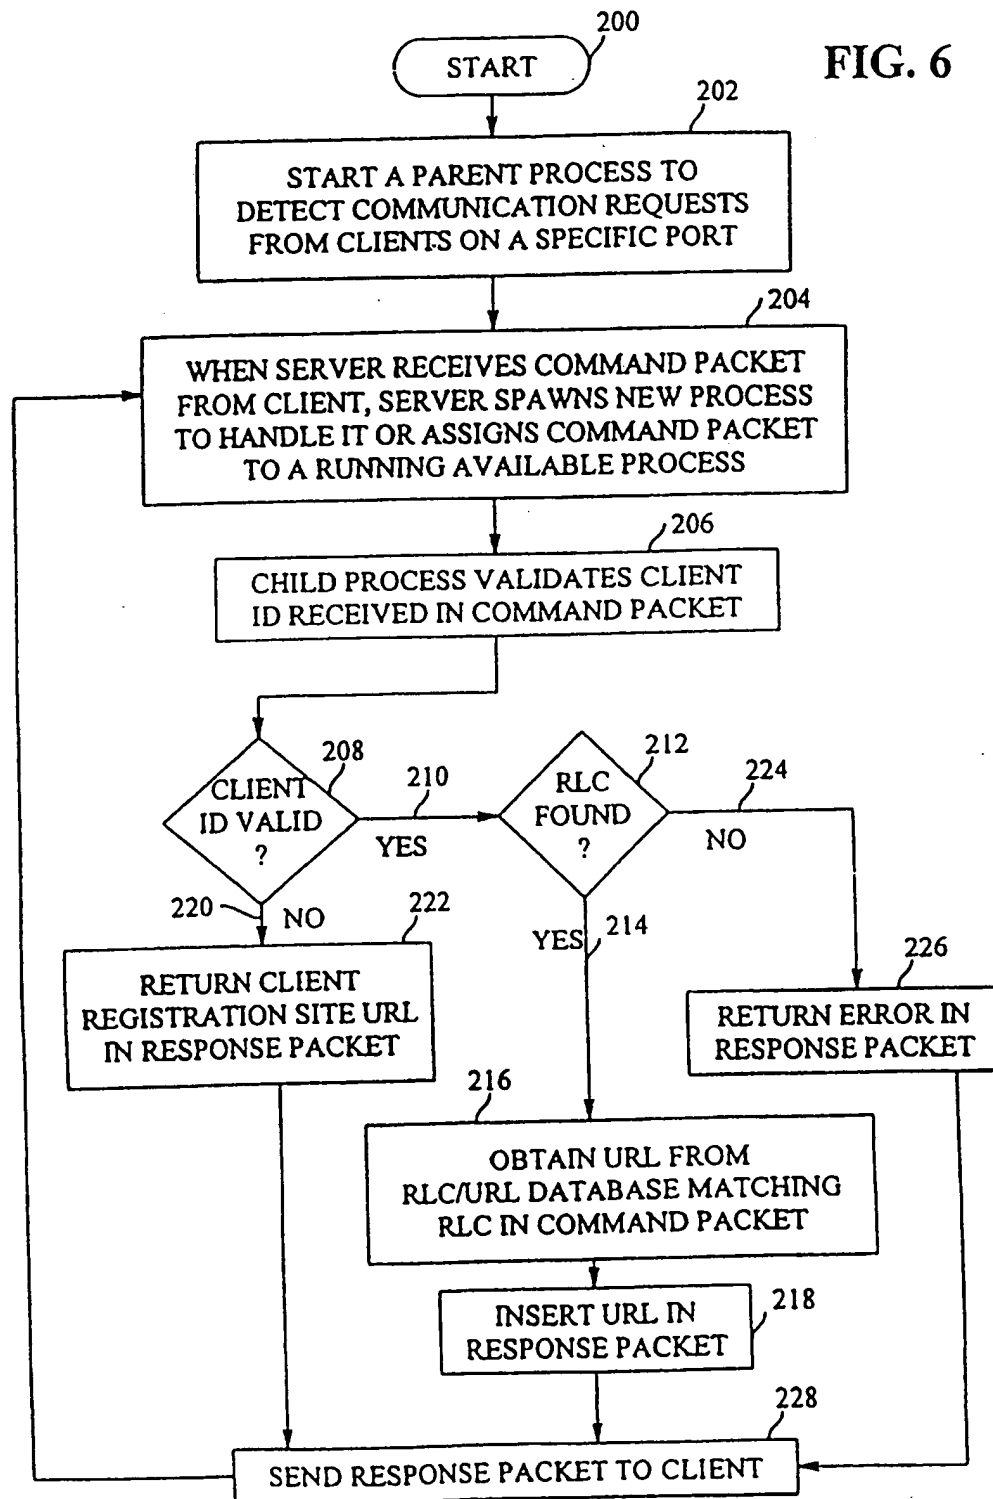 200
START
FIG. 6
202
START A PARENT PROCESS TO
DETECT COMMUNICATION REQUESTS
FROM CLIENTS ON A SPECIFIC PORT
204
WHEN SERVER RECEIVES COMMAND PACKET
FROM CLIENT, SERVER SPAWNS NEW PROCESS
TO HANDLE IT OR ASSIGNS COMMAND PACKET
TO A RUNNING AVAILABLE PROCESS
206
CHILD PROCESS VALIDATES CLIENT
ID RECEIVED IN COMMAND PACKET
208
CLIENT
ID VALID
?
210
YES
212
RLC
FOUND
?
224
NO
220
NO
222
RETURN CLIENT
REGISTRATION SITE URL
IN RESPONSE PACKET
YES
214
226
RETURN ERROR IN
RESPONSE PACKET
216
OBTAIN URL FROM
RLC/URL DATABASE MATCHING
RLC IN COMMAND PACKET
218
INSERT URL IN
RESPONSE PACKET
228
SEND RESPONSE PACKET TO CLIENT